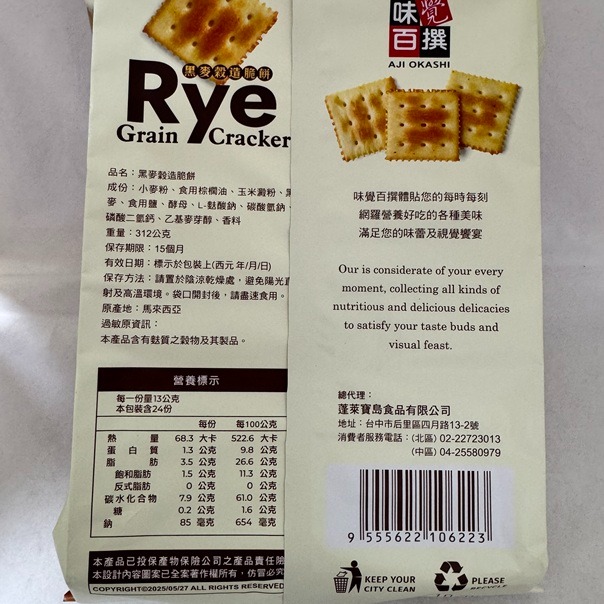 黑麥穀造脆餅
Rye
Grain Cracker
品名：黑麥穀造脆餅
成份：小麥粉、食用棕櫚油、玉米澱粉、黑
麥、食用鹽、酵母、L-麩酸鈉、碳酸氫鈉、
磷酸二氫鈣、乙基麥芽醇、香料
重量：312公克
保存期限：15個月
有效日期：標示於包裝上(西元年/月/日)
保存方法：請置於陰涼乾燥處，避免陽光直
射及高溫環境。袋口開封後，請盡速食用。
原產地：馬來西亞
過敏原資訊：
本產品含有麩質之穀物及其製品。
營養標示
每一份量13公克
本包裝含24份
每份 每100公克
熱量 68.3 大卡 522.6 大卡
蛋白質 1.3 公克 9.8 公克
脂肪 3.5 公克 26.6 公克
飽和脂肪 1.5 公克 11.3 公克
反式脂肪 0 公克 0 公克
碳水化合物 7.9 公克 61.0 公克
糖 0.2 公克 1.6 公克
鈉 85 毫克 654 毫克
本產品已投保產物保險公司之產品責任險
本設計內容圖案已全案著作權所有，仿冒必究
COPYRIGHT©2025/05/27 ALL RIGHTS RESERVED
味覺
百撰
AJI OKASHI
味覺百撰體貼您的每時每刻
網羅營養好吃的各種美味
滿足您的味蕾及視覺饗宴
Our is considerate of your every
moment, collecting all kinds of
nutritious and delicious delicacies
to satisfy your taste buds and
visual feast.
總代理：
蓬萊寶島食品有限公司
地址：台中市后里區四月路13-2號
消費者服務電話：(北區) 02-22723013
(中區) 04-25580979
9 555622 106223
KEEP YOUR
CITY CLEAN
PLEASE
RECYCLE